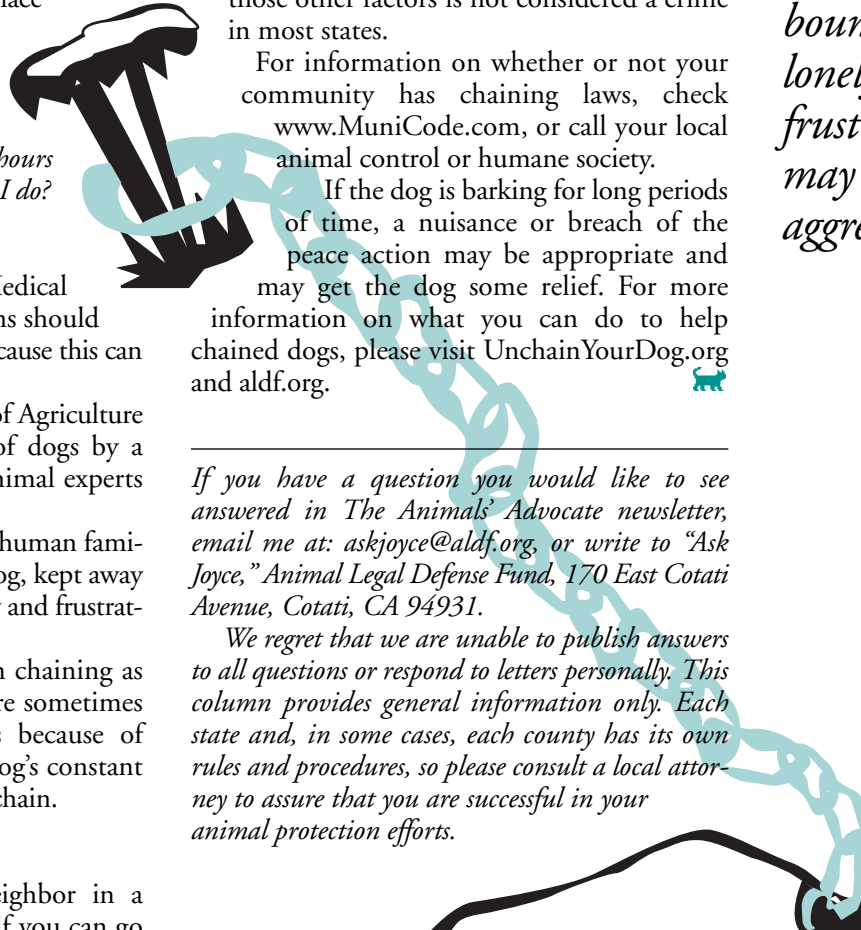 hours
I do?
ns should
cause this can
of Agriculture
of dogs by a
nimal experts
human fami-
og, kept away
and frustrat-
n chaining as
re sometimes
because of
og's constant
chain.
eighbor in a
if you can go
those other factors is not considered a crime
in most states.
For information on whether or not your
community has chaining laws, check
www.MuniCode.com, or call your local
animal control or humane society.
If the dog is barking for long periods
of time, a nuisance or breach of the
peace action may be appropriate and
may get the dog some relief. For more
information on what you can do to help
chained dogs, please visit UnchainYourDog.org
and aldf.org.
If you have a question you would like to see
answered in The Animals' Advocate newsletter,
email me at: askjoyce@aldf.org, or write to “Ask
Joyce,” Animal Legal Defense Fund, 170 East Cotati
Avenue, Cotati, CA 94931.
We regret that we are unable to publish answers
to all questions or respond to letters personally. This
column provides general information only. Each
state and, in some cases, each county has its own
rules and procedures, so please consult a local attor-
ney to assure that you are successful in your
animal protection efforts.
boun
lonel
frust
may
aggre